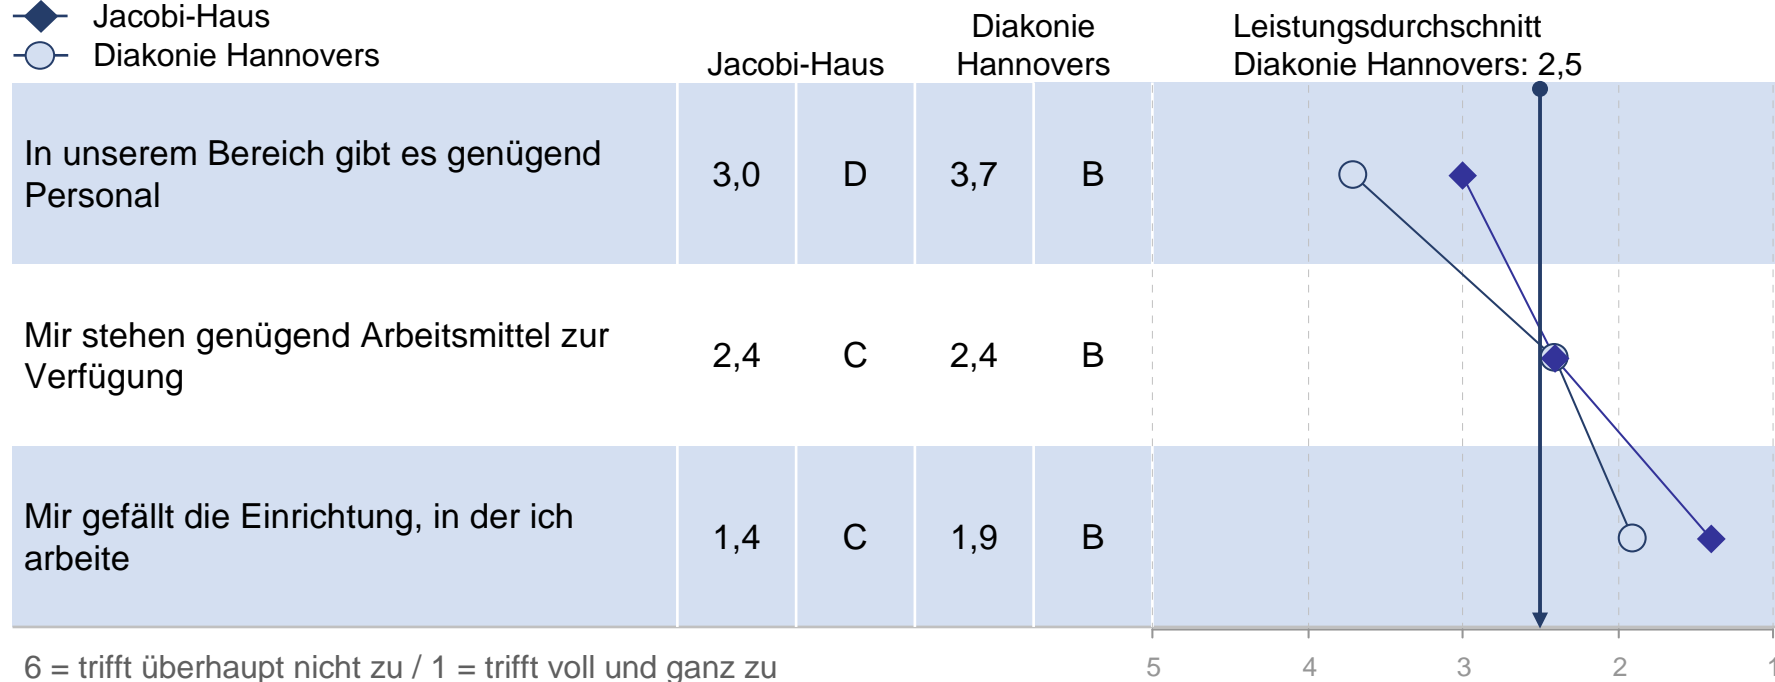 Jacobi-Haus
Diakonie Hannovers
Jacobi-Haus
Diakonie
Hannovers
Leistungsdurchschnitt
Diakonie Hannovers: 2,5
In unserem Bereich gibt es genügend
Personal
3,0 D 3,7 B
Mir stehen genügend Arbeitsmittel zur
Verfügung
2,4 C 2,4 B
Mir gefällt die Einrichtung, in der ich
arbeite
1,4 C 1,9 B
6 = trifft überhaupt nicht zu / 1 = trifft voll und ganz zu
5 4 3 2 1